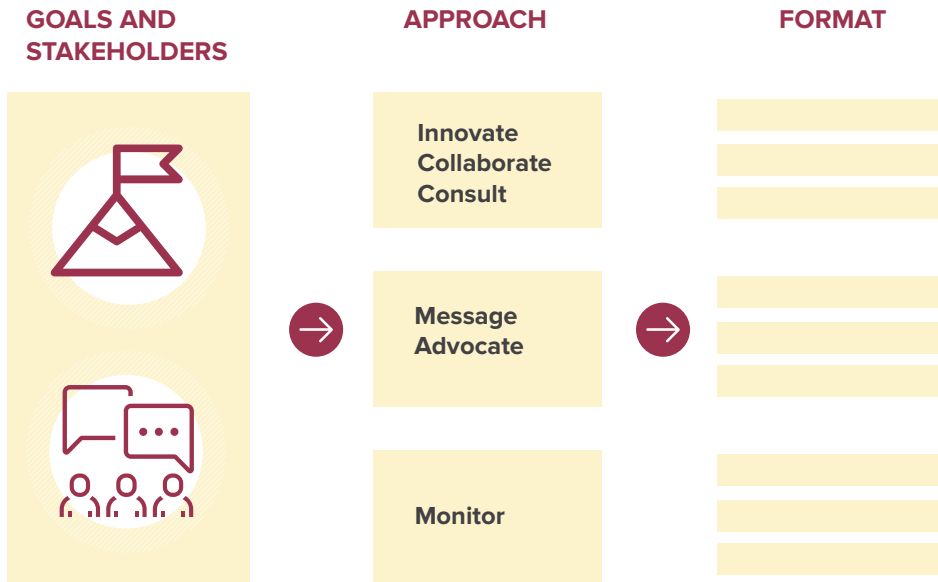 GOALS AND
STAKEHOLDERS
APPROACH
FORMAT
Innovate
Collaborate
Consult
Message
Advocate
Monitor